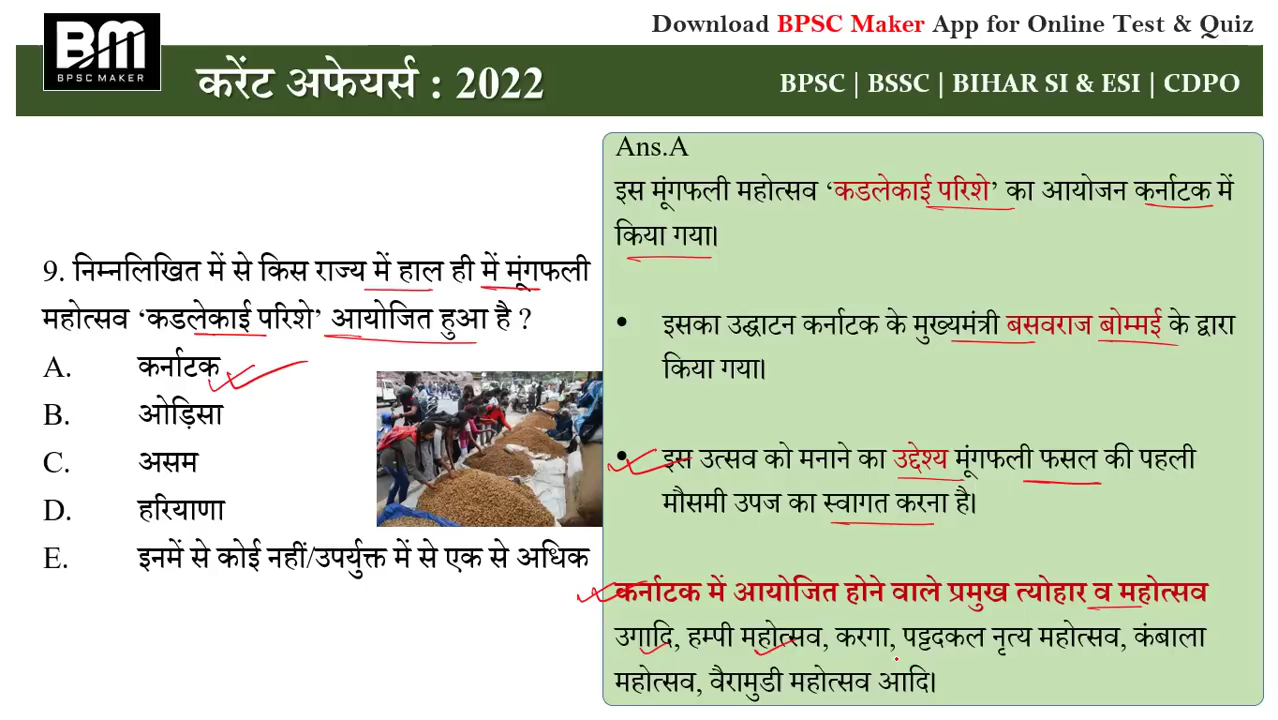 Download BPSC Maker App for Online Test & Quiz
BM
BPSC MAKER
करेंट अफेयर्स : 2022
BPSC | BSSC | BIHAR SI & ESI | CDPO
9. निम्नलिखित में से किस राज्य में हाल ही में मूंगफली
महोत्सव ‘कडलेकाई परिशे’ आयोजित हुआ है ?
A. कर्नाटक
B. ओड़िसा
C. असम
D. हरियाणा
E. इनमें से कोई नहीं/उपर्युक्त में से एक से अधिक
Ans.A
इस मूंगफली महोत्सव ‘कडलेकाई परिशे’ का आयोजन कर्नाटक में
किया गया।
• इसका उद्घाटन कर्नाटक के मुख्यमंत्री बसवराज बोम्मई के द्वारा
किया गया।
• इस उत्सव को मनाने का उद्देश्य मूंगफली फसल की पहली
मौसमी उपज का स्वागत करना है।
कर्नाटक में आयोजित होने वाले प्रमुख त्योहार व महोत्सव
उगादि, हम्पी महोत्सव, करगा, पट्टदकल नृत्य महोत्सव, कंबाला
महोत्सव, वैरामुडी महोत्सव आदि।